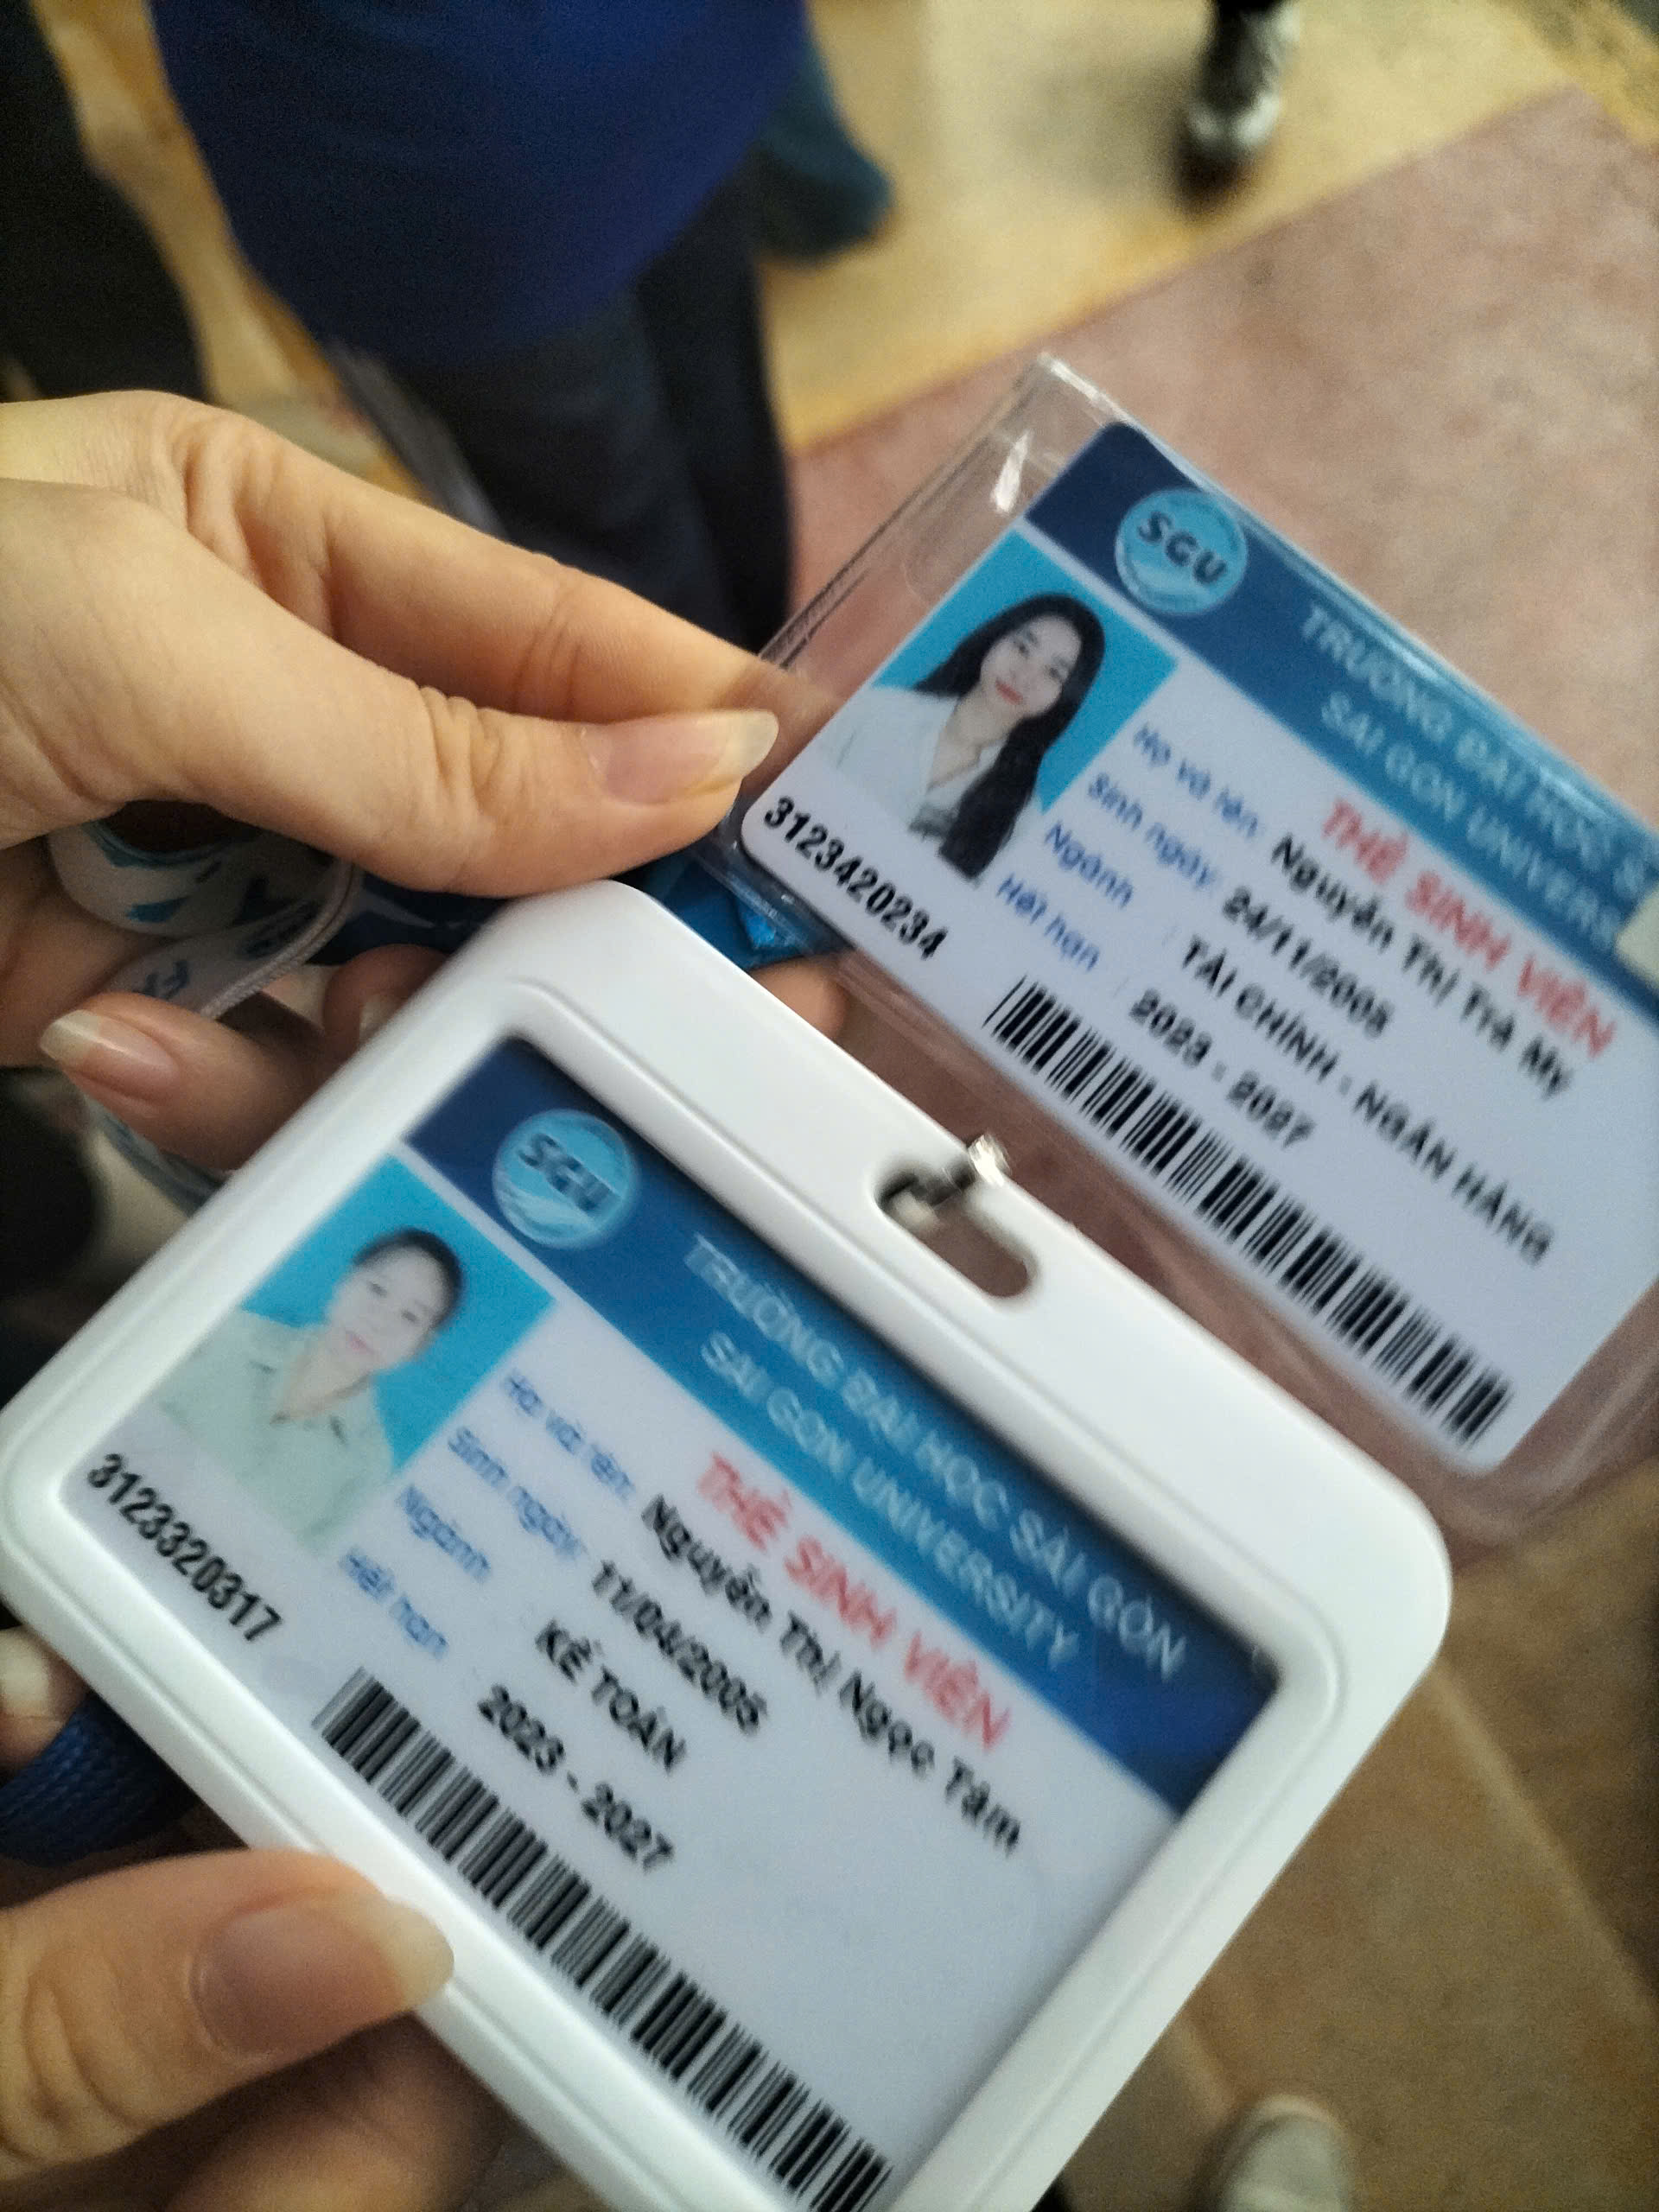 SGU
TRƯỜNG ĐẠI HỌC S
SAI GON UNIVERS
THẺ SINH VIÊN
Họ và tên: Nguyễn Thị Trà My
Sinh ngày: 24/11/2005
Ngành : TÀI CHÍNH - NGÂN HÀNG
Hết hạn : 2023 - 2027
3123420234
SGU
TRƯỜNG ĐẠI HỌC SÀI GÒN
SAI GON UNIVERSITY
THẺ SINH VIÊN
Họ và tên: Nguyễn Thị Ngọc Tâm
Sinh ngày: 11/04/2005
Ngành : KẾ TOÁN
Hết hạn : 2023 - 2027
3123320317